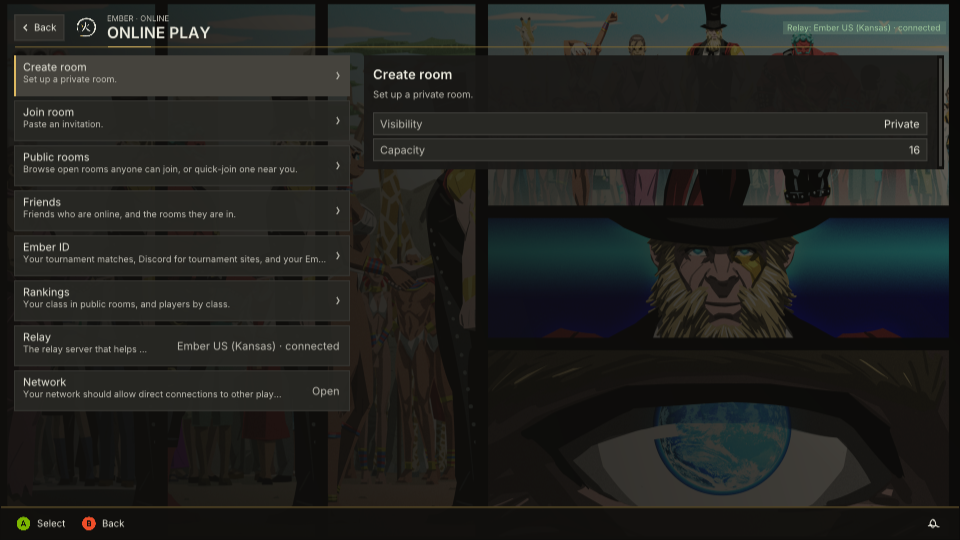 Back
火
EMBER · ONLINE
ONLINE PLAY
Relay: Ember US (Kansas) · connected
Create room
Set up a private room.
Join room
Paste an invitation.
Public rooms
Browse open rooms anyone can join, or quick-join one near you.
Friends
Friends who are online, and the rooms they are in.
Ember ID
Your tournament matches, Discord for tournament sites, and your Em...
Rankings
Your class in public rooms, and players by class.
Relay
The relay server that helps ...
Ember US (Kansas) · connected
Network
Your network should allow direct connections to other play...
Open
Create room
Set up a private room.
Visibility Private
Capacity 16
A Select B Back